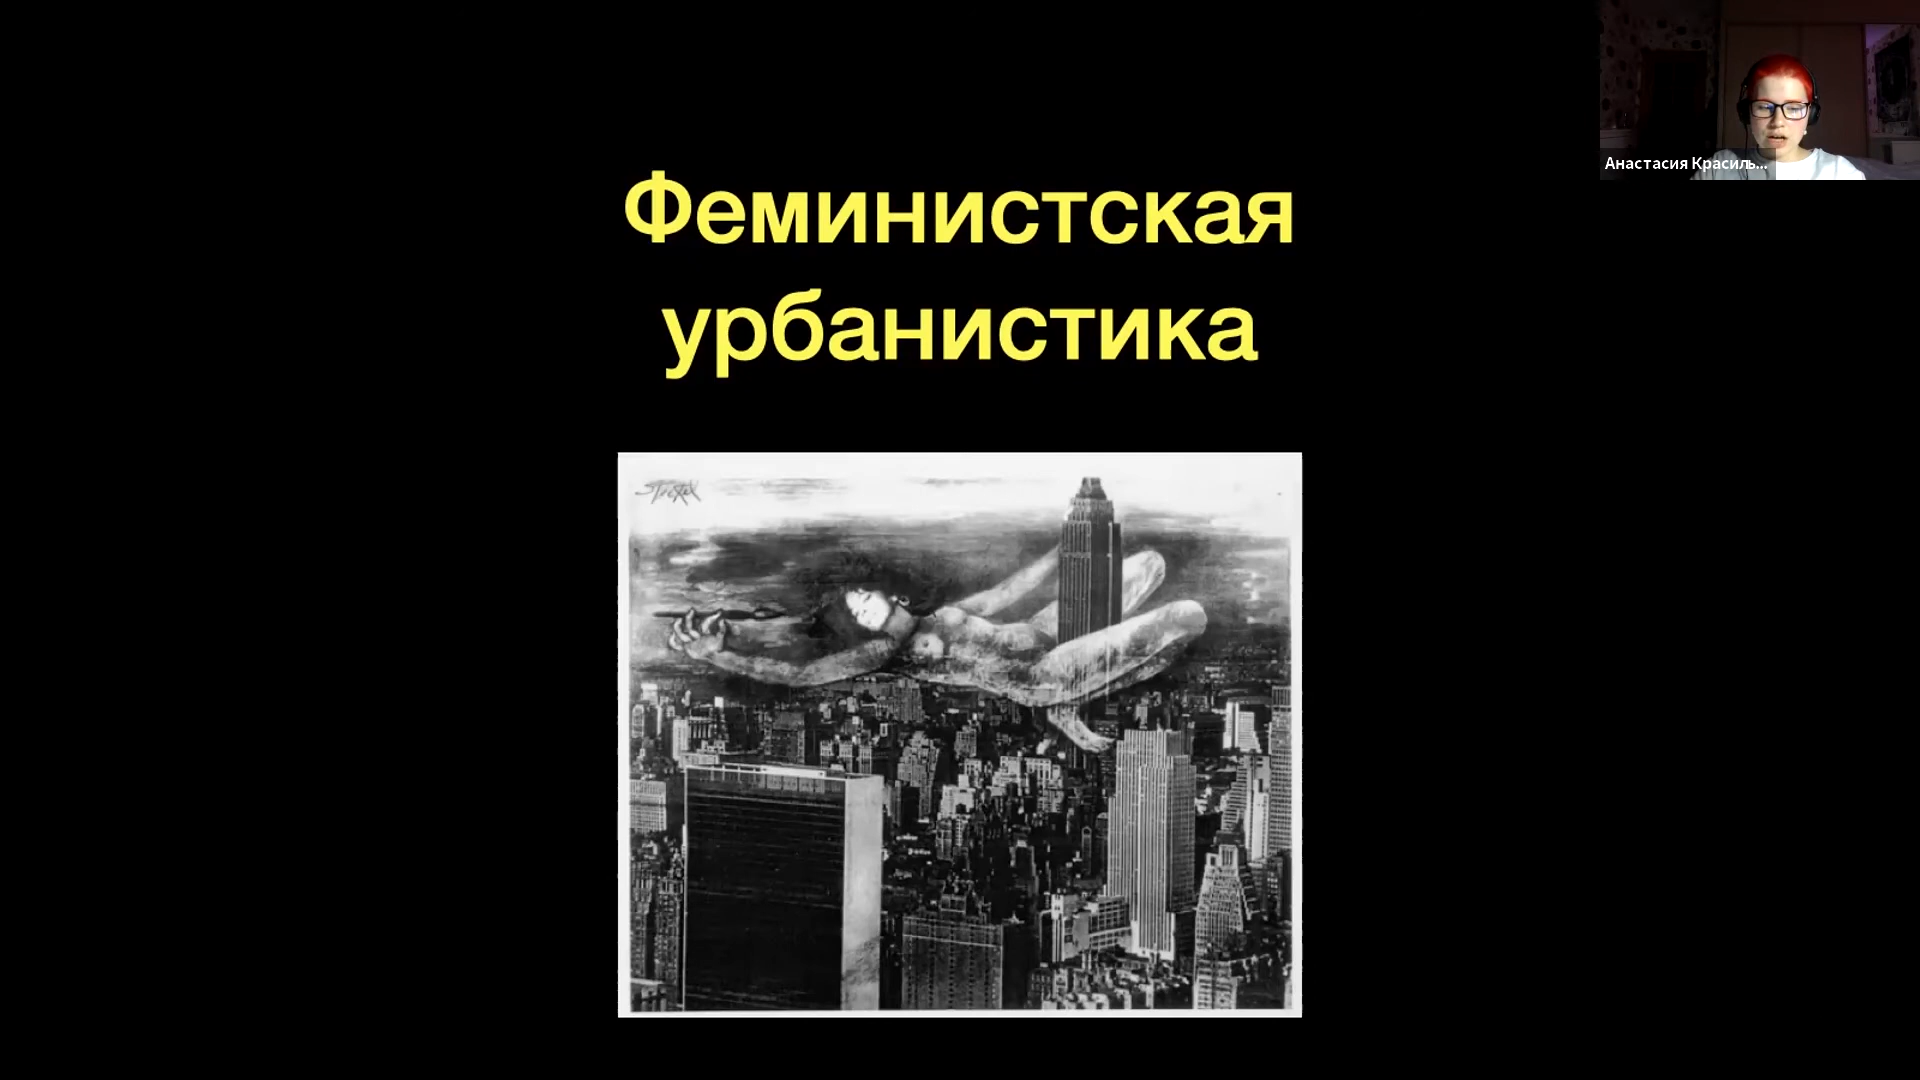 Анастасия Красиль...
Феминистская
урбанистика